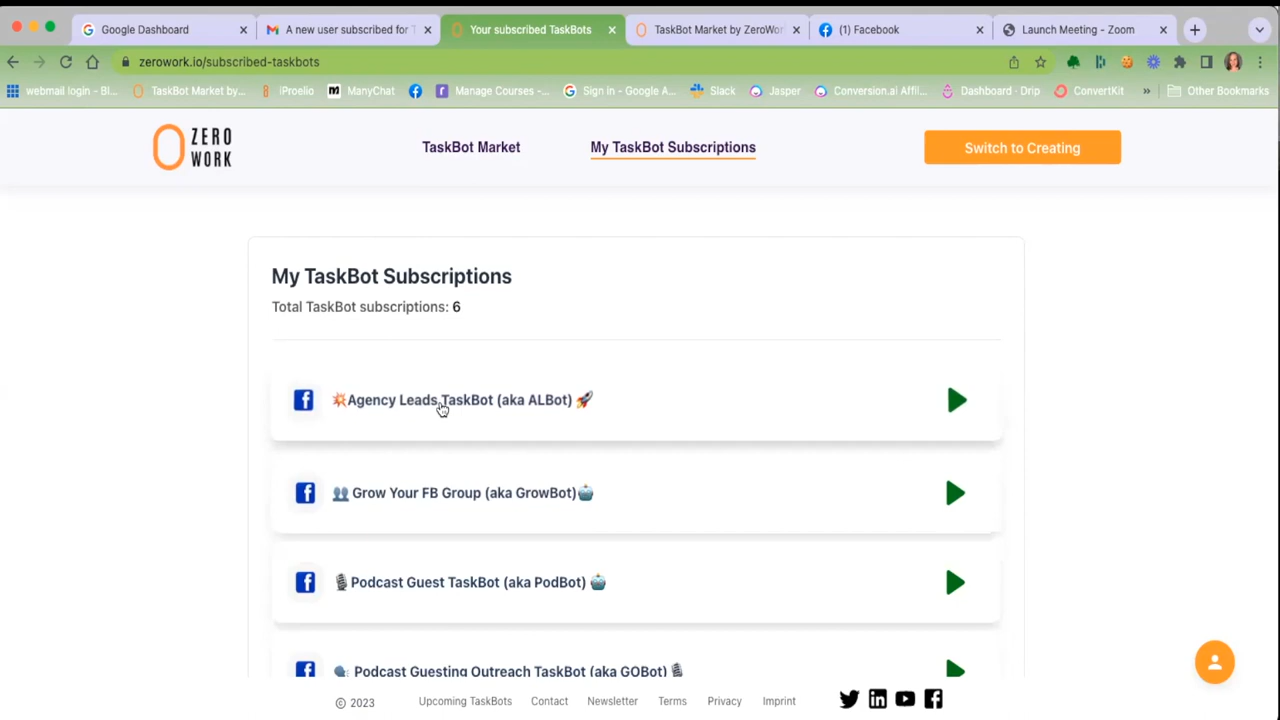 Google Dashboard
A new user subscribed for T
Your subscribed TaskBots
TaskBot Market by ZeroWor
(1) Facebook
Launch Meeting - Zoom
zerowork.io/subscribed-taskbots
webmail login - Bl...
TaskBot Market by...
iProelio
ManyChat
Manage Courses -...
Sign in - Google A...
Slack
Jasper
Conversion.ai Affil...
Dashboard · Drip
ConvertKit
»
Other Bookmarks
ZERO
WORK
TaskBot Market
My TaskBot Subscriptions
Switch to Creating
My TaskBot Subscriptions
Total TaskBot subscriptions: 6
💥Agency Leads TaskBot (aka ALBot) 🚀
👥 Grow Your FB Group (aka GrowBot)🤖
🎙️Podcast Guest TaskBot (aka PodBot) 🤖
🗣️ Podcast Guesting Outreach TaskBot (aka GOBot) 🎙️
© 2023
Upcoming TaskBots
Contact
Newsletter
Terms
Privacy
Imprint